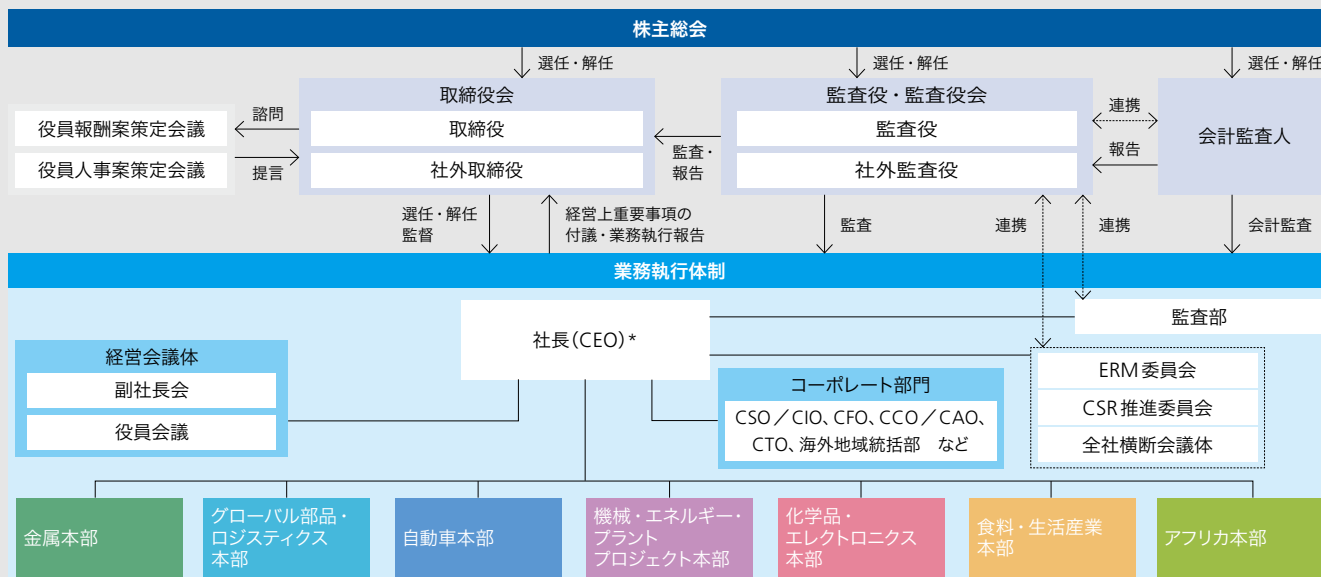 株主総会
選任・解任
選任・解任
選任・解任
取締役会
取締役
社外取締役
監査役・監査役会
監査役
社外監査役
会計監査人
役員報酬案策定会議
役員人事案策定会議
諮問
提言
監査・
報告
連携
報告
選任・解任
監督
経営上重要事項の
付議・業務執行報告
監査
連携
連携
会計監査
業務執行体制
社長（CEO）*
監査部
経営会議体
副社長会
役員会議
コーポレート部門
CSO／CIO、CFO、CCO／CAO、
CTO、海外地域統括部　など
ERM委員会
CSR推進委員会
全社横断会議体
金属本部
グローバル部品・
ロジスティクス
本部
自動車本部
機械・エネルギー・
プラント
プロジェクト本部
化学品・
エレクトロニクス
本部
食料・生活産業
本部
アフリカ本部